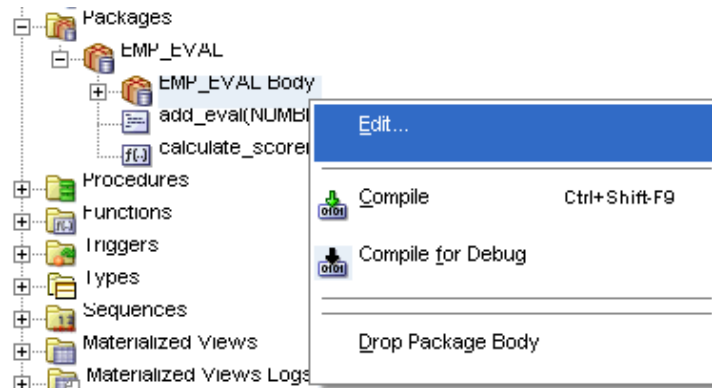 Packages
EMP_EVAL
EMP_EVAL Body
add_eval(NUMBE
calculate_score(
Procedures
Functions
Triggers
Types
Sequences
Materialized Views
Materialized Views Logs
Edit...
Compile Ctrl+Shift-F9
Compile for Debug
Drop Package Body